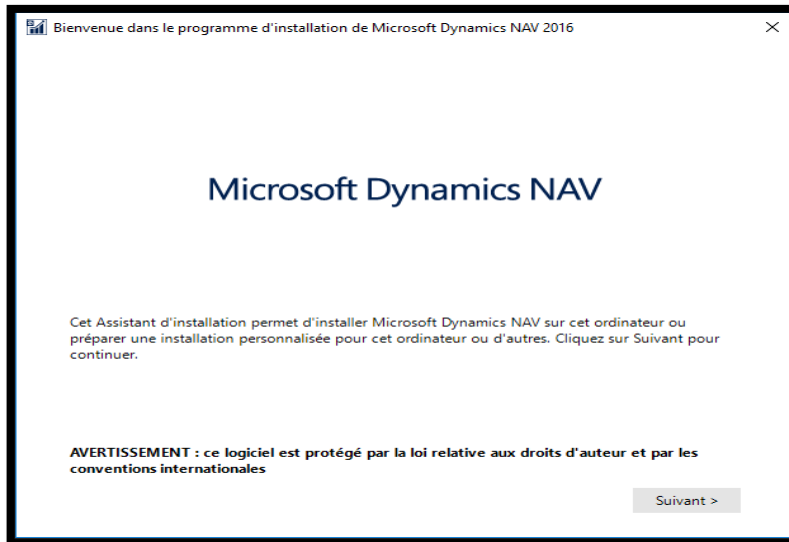 Bienvenue dans le programme d'installation de Microsoft Dynamics NAV 2016
Microsoft Dynamics NAV
Cet Assistant d'installation permet d'installer Microsoft Dynamics NAV sur cet ordinateur ou
préparer une installation personnalisée pour cet ordinateur ou d'autres. Cliquez sur Suivant pour
continuer.
AVERTISSEMENT : ce logiciel est protégé par la loi relative aux droits d'auteur et par les
conventions internationales
Suivant >